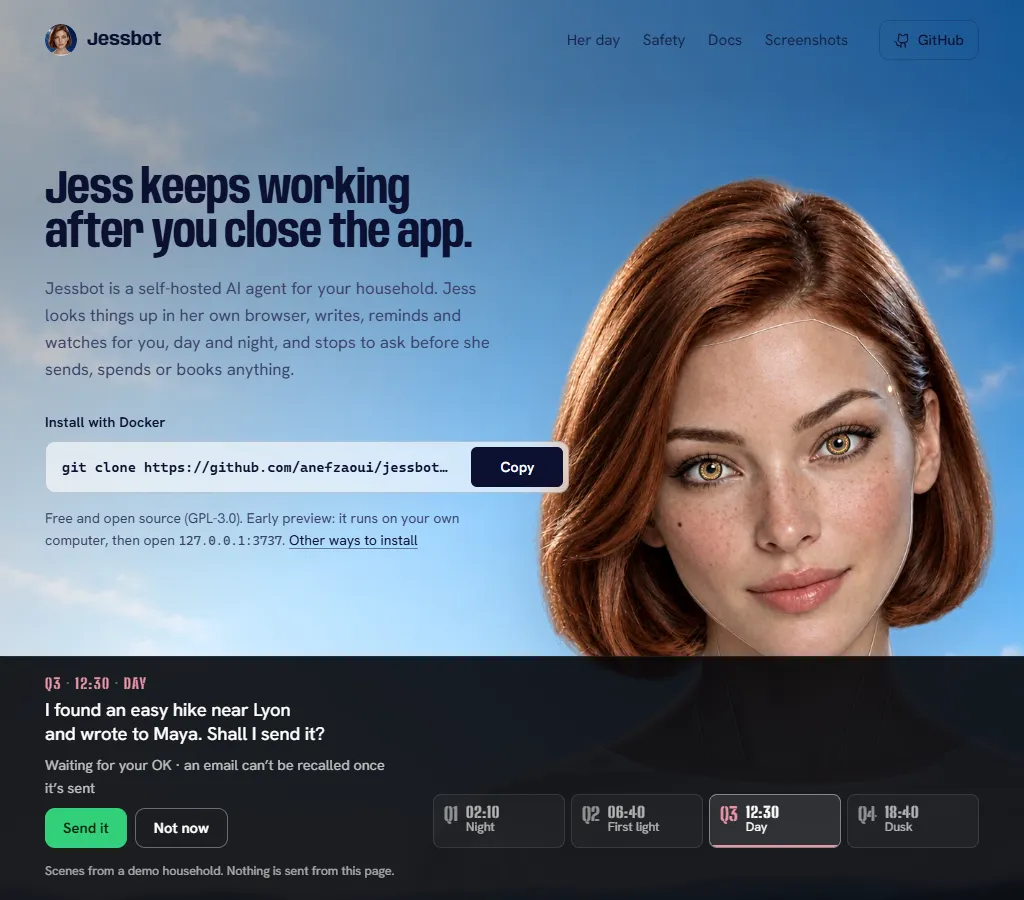 Jessbot
Her day
Safety
Docs
Screenshots
GitHub
Jess keeps working
after you close the app.
Jessbot is a self-hosted AI agent for your household. Jess
looks things up in her own browser, writes, reminds and
watches for you, day and night, and stops to ask before she
sends, spends or books anything.
Install with Docker
git clone https://github.com/anefzaoui/jessbot…
Copy
Free and open source (GPL-3.0). Early preview: it runs on your own
computer, then open 127.0.0.1:3737. Other ways to install
Q3 · 12:30 · DAY
I found an easy hike near Lyon
and wrote to Maya. Shall I send it?
Waiting for your OK · an email can’t be recalled once
it’s sent
Send it
Not now
Q1 02:10
Night
Q2 06:40
First light
Q3 12:30
Day
Q4 18:40
Dusk
Scenes from a demo household. Nothing is sent from this page.